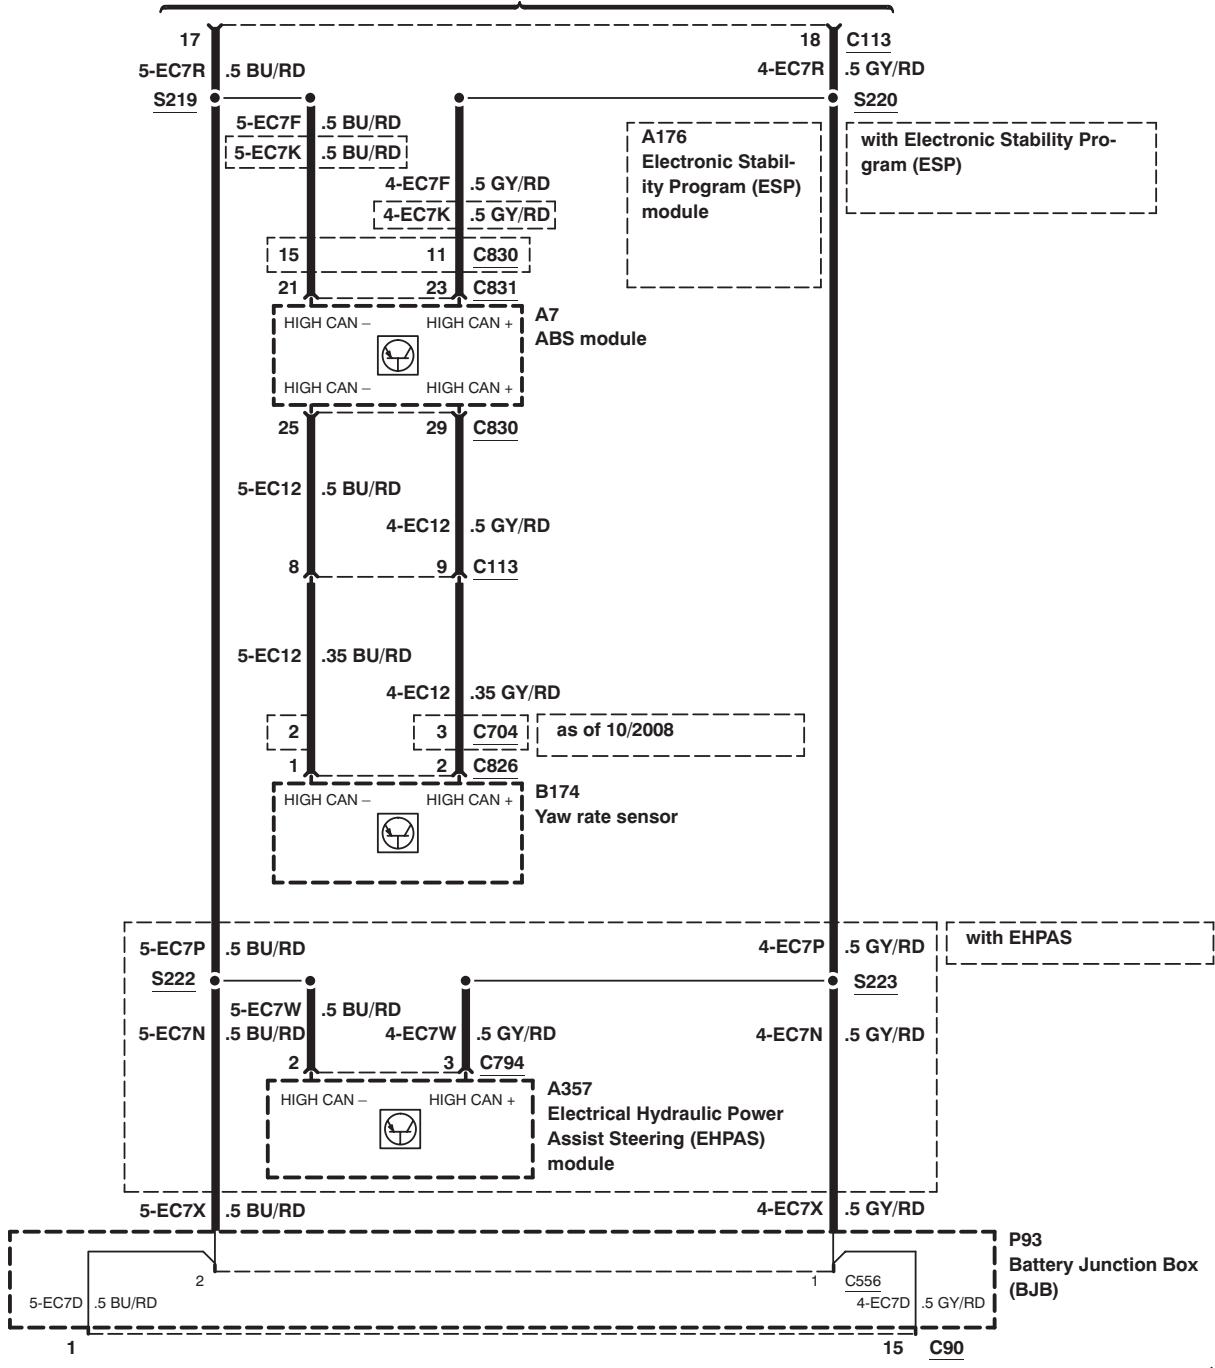 17
18 C113
5-EC7R .5 BU/RD
4-EC7R .5 GY/RD
S219
S220
5-EC7F .5 BU/RD
5-EC7K .5 BU/RD
4-EC7F .5 GY/RD
4-EC7K .5 GY/RD
A176
Electronic Stabil-
ity Program (ESP)
module
with Electronic Stability Pro-
gram (ESP)
15 11 C830
21 23 C831
HIGH CAN – HIGH CAN +
A7
ABS module
HIGH CAN – HIGH CAN +
25 29 C830
5-EC12 .5 BU/RD
4-EC12 .5 GY/RD
8 9 C113
5-EC12 .35 BU/RD
4-EC12 .35 GY/RD
2 3 C704 as of 10/2008
1 2 C826
HIGH CAN – HIGH CAN +
B174
Yaw rate sensor
5-EC7P .5 BU/RD
4-EC7P .5 GY/RD
with EHPAS
S222
S223
5-EC7W .5 BU/RD
5-EC7N .5 BU/RD
4-EC7W .5 GY/RD
4-EC7N .5 GY/RD
2 3 C794
HIGH CAN – HIGH CAN +
A357
Electrical Hydraulic Power
Assist Steering (EHPAS)
module
5-EC7X .5 BU/RD
4-EC7X .5 GY/RD
P93
Battery Junction Box
(BJB)
2 1 C556
5-EC7D .5 BU/RD
4-EC7D .5 GY/RD
1 15 C90